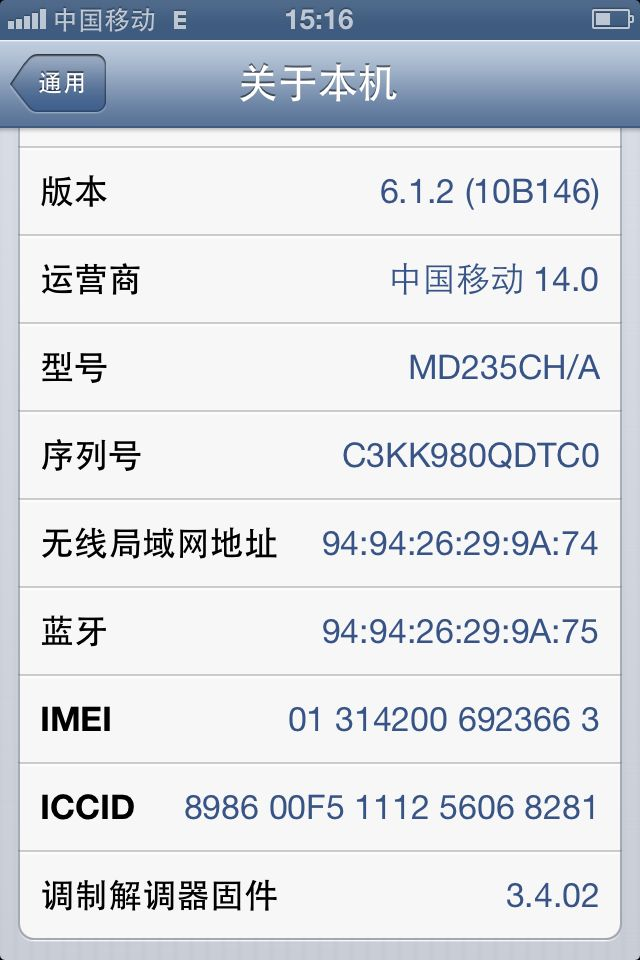 中国移动 E 15:16
通用 关于本机
版本 6.1.2 (10B146)
运营商 中国移动 14.0
型号 MD235CH/A
序列号 C3KK980QDTC0
无线局域网地址 94:94:26:29:9A:74
蓝牙 94:94:26:29:9A:75
IMEI 01 314200 692366 3
ICCID 8986 00F5 1112 5606 8281
调制解调器固件 3.4.02